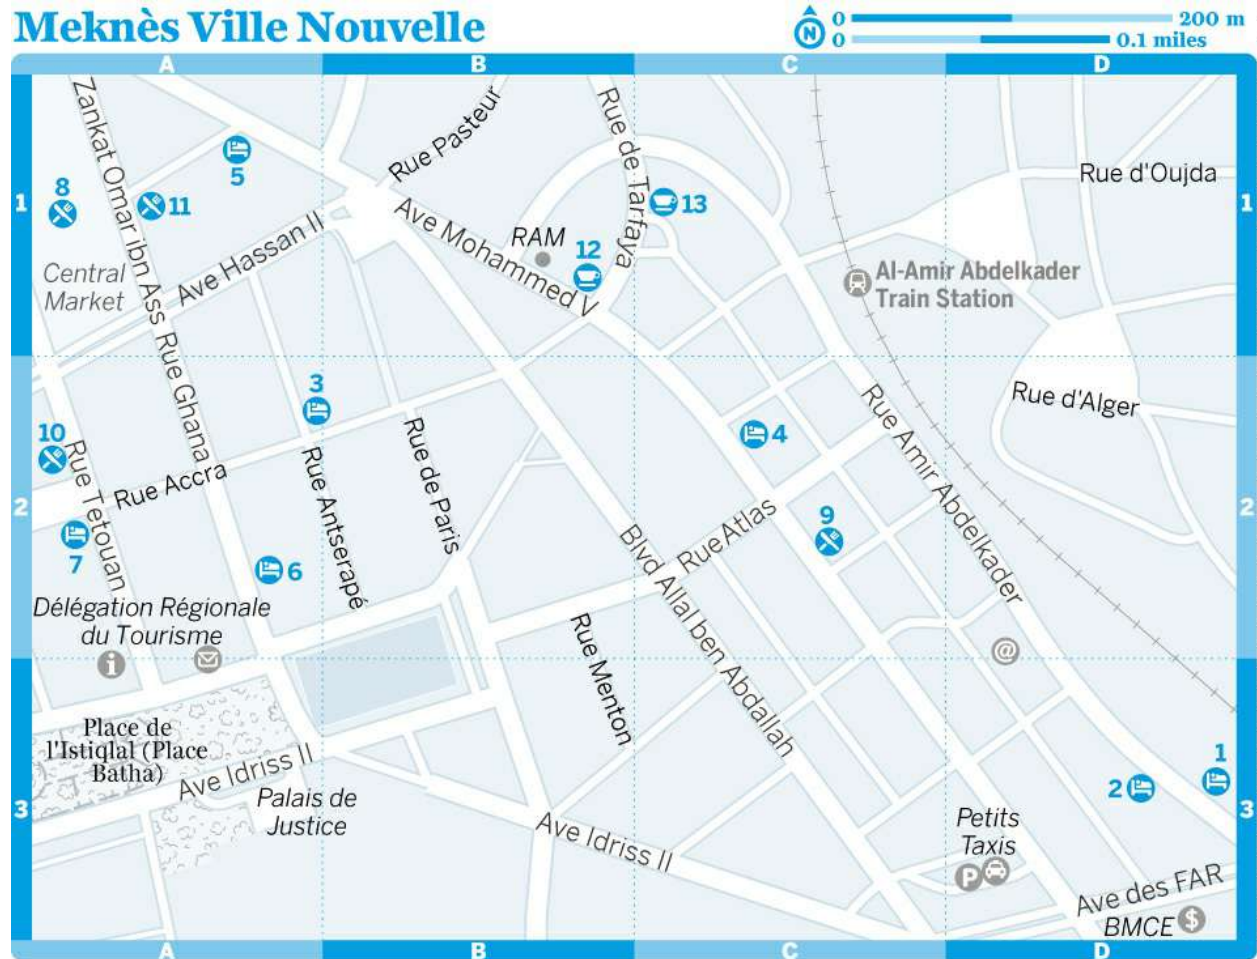 Meknès Ville Nouvelle
N
0 200 m
0 0.1 miles
A B C D
1
Zankat Omar ibn Ass
5
Rue Pasteur
Rue de Tarfaya
Rue d'Oujda
1
8
11
13
Ave Mohammed V
RAM
12
Ave Hassan II
Central
Market
Al-Amir Abdelkader
Train Station
Rue Ghana
3
Rue d'Alger
10
4
Rue Amir Abdelkader
Rue Tetouan
Rue Accra
Rue Antserapé
Rue de Paris
2
2
9
Rue Atlas
7
6
Blvd Allal ben Abdallah
Délégation Régionale
du Tourisme
i
Rue Menton
@
Place de
l'Istiqlal (Place
Batha)
Ave Idriss II
Palais de
Justice
1
2
3
3
Petits
Taxis
P
Ave Idriss II
Ave des FAR
BMCE $
A B C D